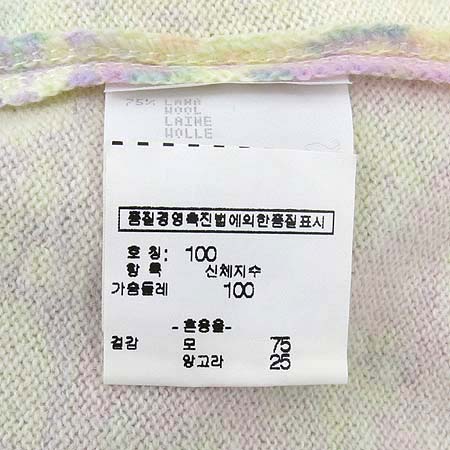 75% LANA
WOOL
LAINE
WOLLE
품질경영촉진법에의한품질표시
호칭: 100
항목 신체지수
가슴둘레 100
-혼용율-
겉감 모 75
앙고라 25